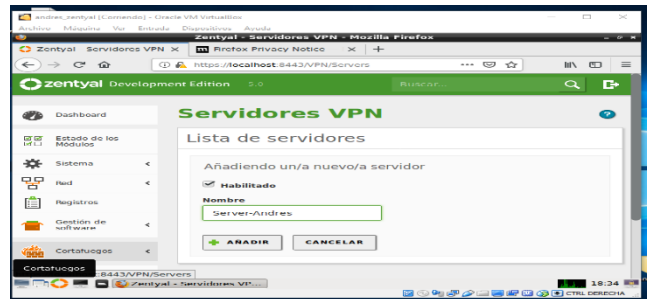 andres_zentyal [Corriendo] - Oracle VM VirtualBox
Archivo Máquina Ver Entrada Dispositivos Ayuda
Zentyal - Servidores VPN - Mozilla Firefox
Zentyal Servidores VPN
Firefox Privacy Notice
https://localhost:8443/VPN/Servers
zentyal Development Edition 5.0
Buscar...
Dashboard
Servidores VPN
Estado de los
Módulos
Lista de servidores
Sistema
Añadiendo un/a nuevo/a servidor
Red
Habilitado
Nombre
Registros
Server-Andres
Gestión de
software
AÑADIR
CANCELAR
Cortafuegos
Cortafuegos
:8443/VPN/Servers
Zentyal - Servidores VP...
18:34
CTRL DERECHA